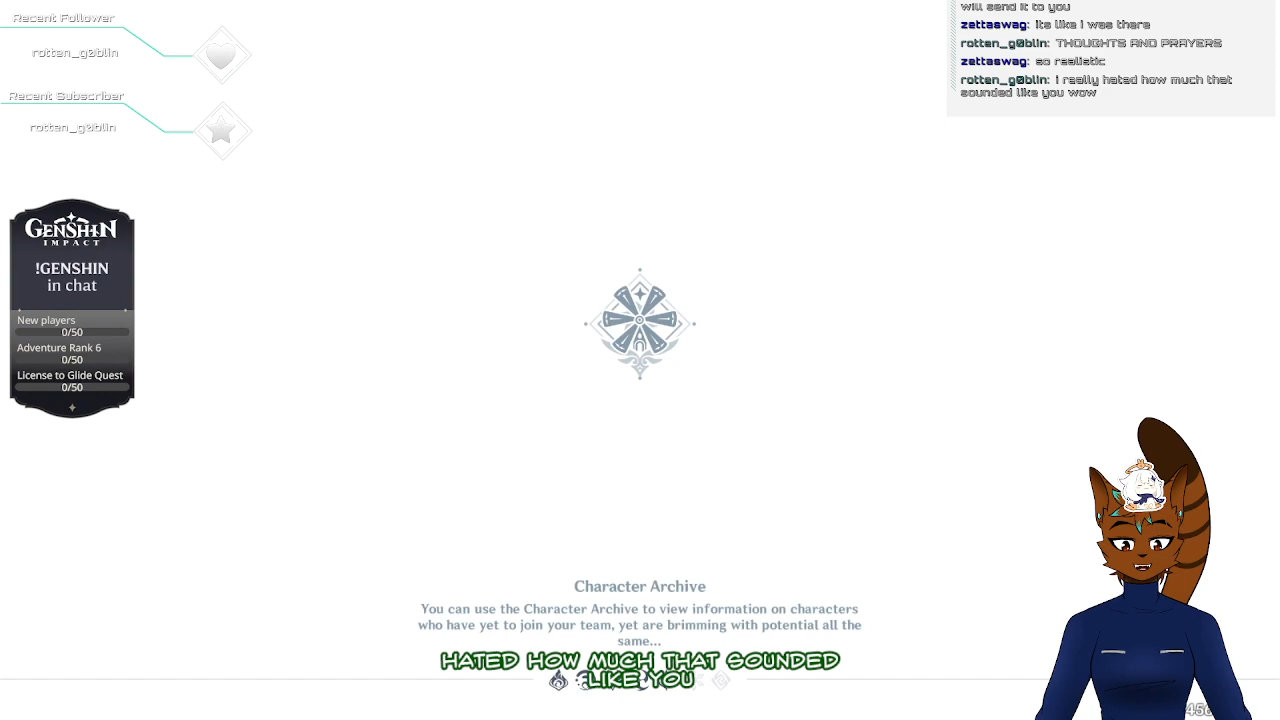 Recent Follower
rotten_g0blin
Recent Subscriber
rotten_g0blin
will send it to you
zettaswag: its like i was there
rotten_g0blin: THOUGHTS AND PRAYERS
zettaswag: so realistic
rotten_g0blin: i really hated how much that
sounded like you wow
GENSHIN
IMPACT
!GENSHIN
in chat
New players
0/50
Adventure Rank 6
0/50
License to Glide Quest
0/50
Character Archive
You can use the Character Archive to view information on characters
who have yet to join your team, yet are brimming with potential all the
same...
HATED HOW MUCH THAT SOUNDED
LIKE YOU
456